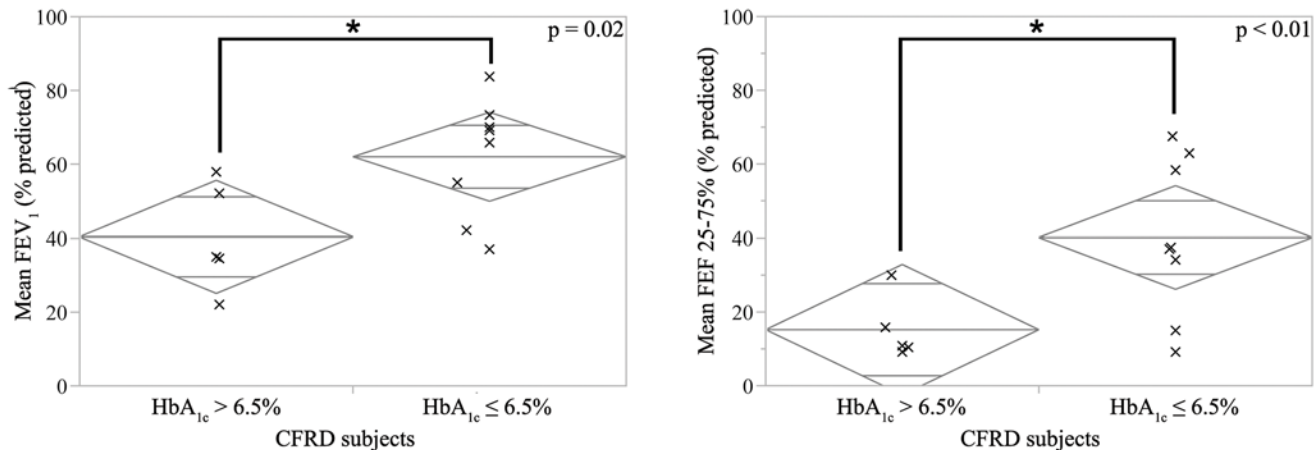 100
80
60
40
20
0
Mean FEV₁ (% predicted)
*
p = 0.02
HbA₁c > 6.5%
HbA₁c ≤ 6.5%
CFRD subjects
100
80
60
40
20
0
Mean FEF 25-75% (% predicted)
*
p < 0.01
HbA₁c > 6.5%
HbA₁c ≤ 6.5%
CFRD subjects